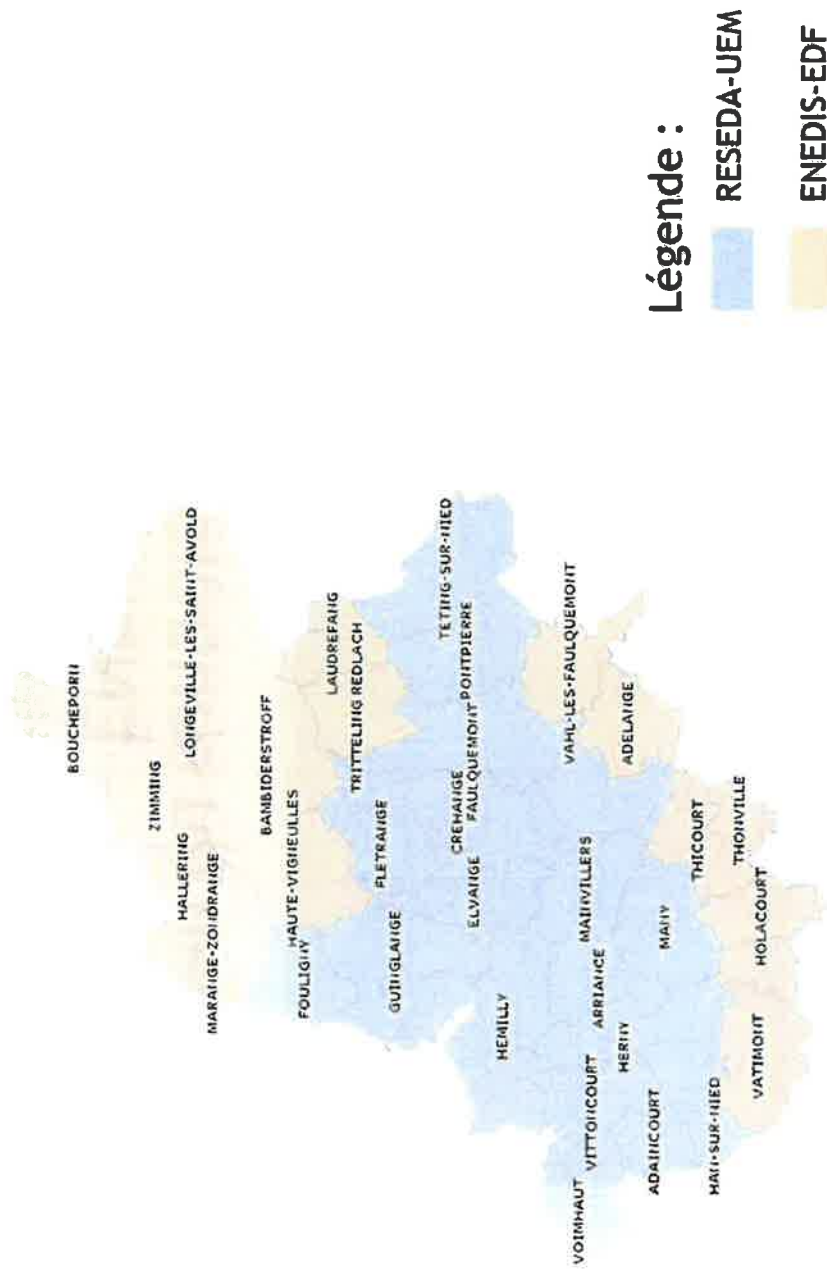 BOUCHEPORN
ZIMMING
HALLERING
LONGEVILLE-LES-SAINT-AVOLD
MARANGE-ZONDRANGE
BAMBIDERSTROFF
HAUTE-VIGNEULLES
FOULIGNY
LAUDREFANG
TRITTELING REDLACH
FLETRANGE
GUINGLANGE
TETING-SUR-NIED
CREHANGE
PONTPIERRE
FAULQUEMONT
ELVANGE
HEMILLY
VAHL-LES-FAULQUEMONT
MAINVILLERS
ARRIANCE
VITTONCOURT
VOIMHAUT
ADELANGE
HERNY
MANY
ADAINCOURT
THICOURT
HAN-SUR-NIED
THONVILLE
HOLACOURT
VATIMONT
Légende :
RESEDA-UEM
ENEDIS-EDF